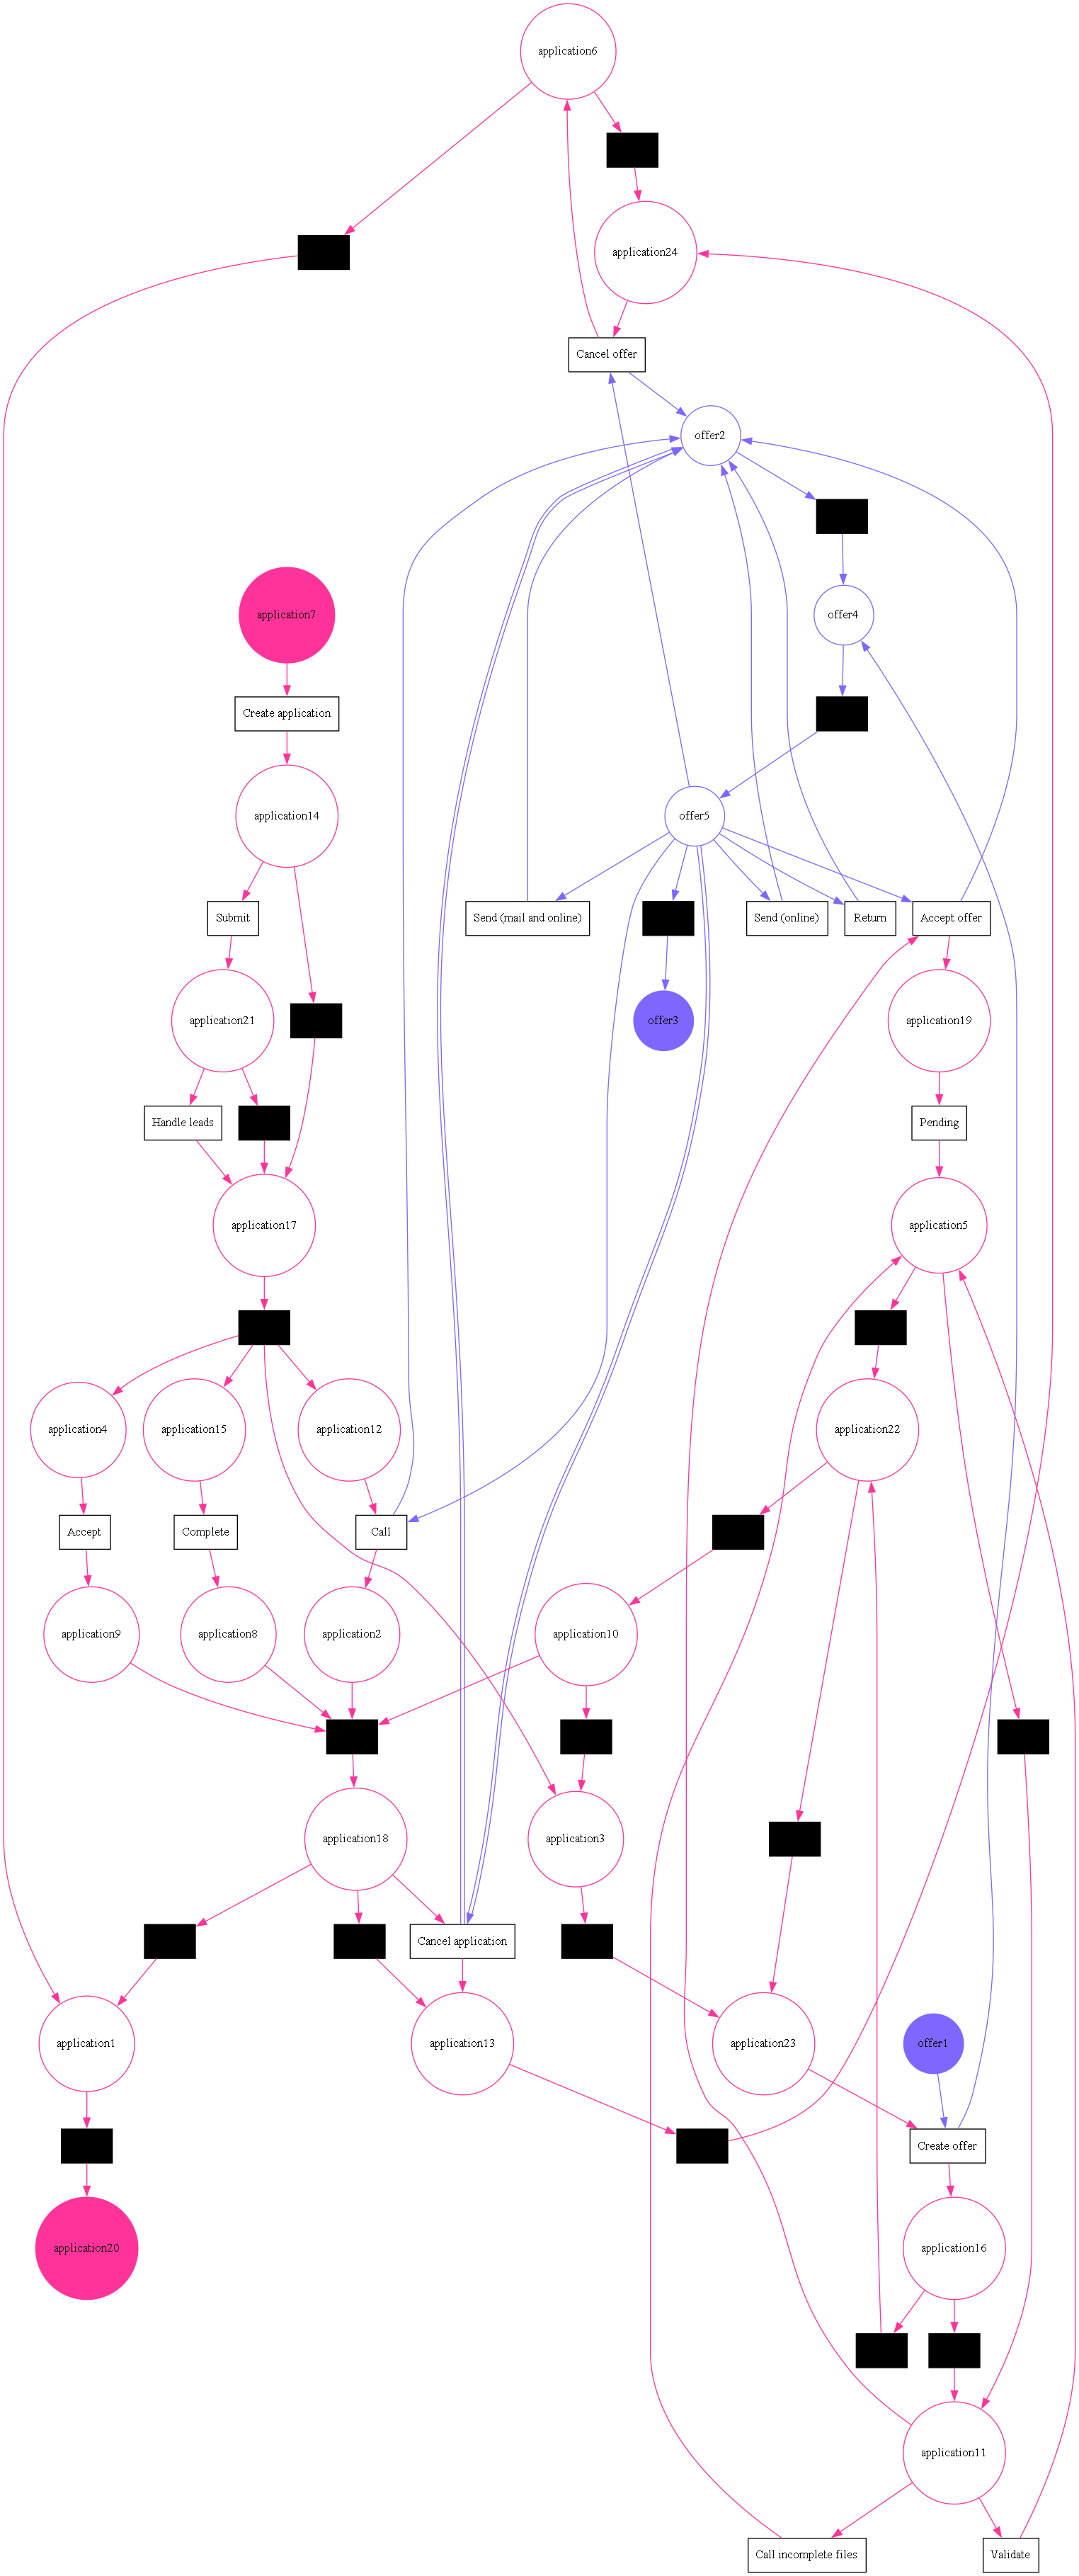 application6
application24
Cancel offer
offer2
offer4
application7
Create application
application14
offer5
Submit
Send (mail and online)
Send (online)
Return
Accept offer
application21
offer3
application19
Handle leads
Pending
application17
application5
application4
application15
application12
application22
Accept
Complete
Call
application9
application8
application2
application10
application18
application3
Cancel application
application1
application13
application23
offer1
Create offer
application20
application16
application11
Call incomplete files
Validate